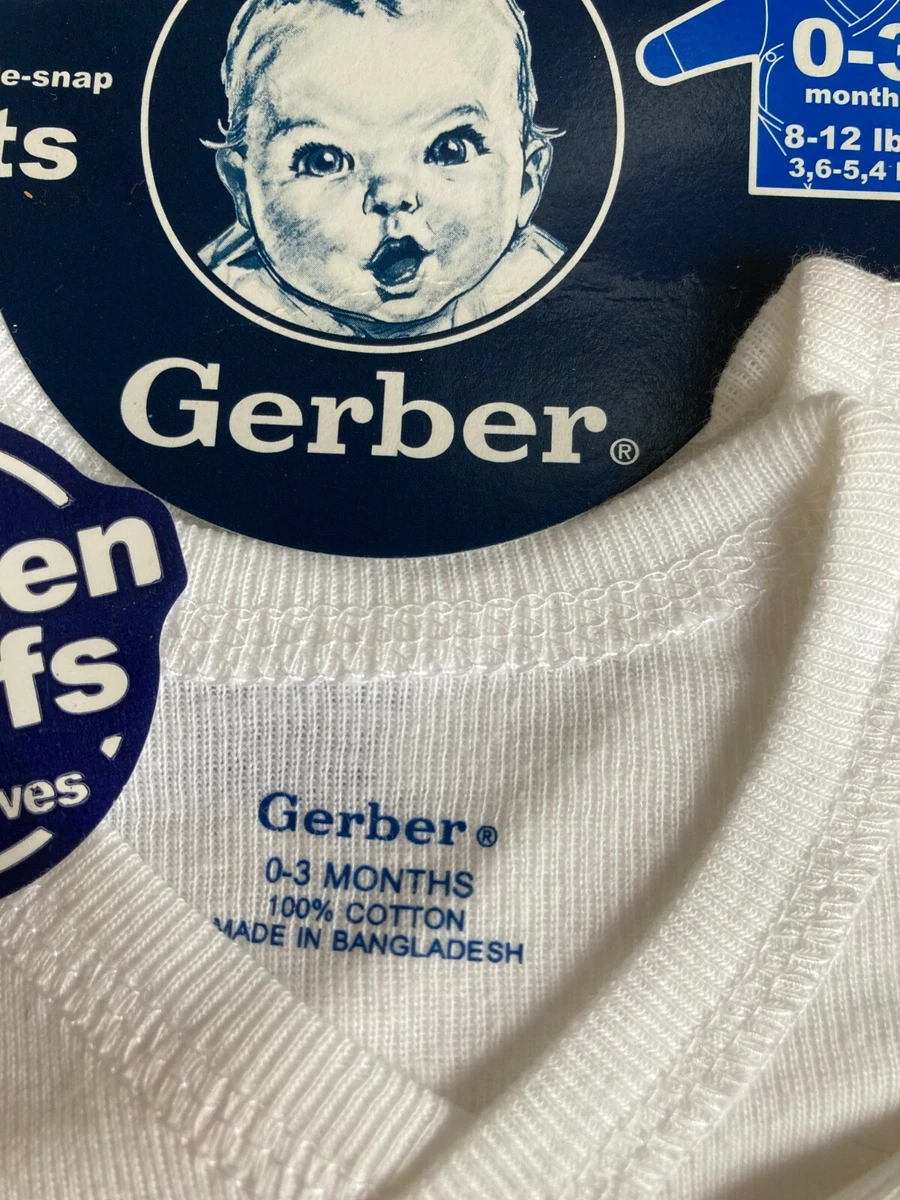 e-snap
ts
0-3
month
8-12 lb
3,6-5,4
Gerber®
en
fs
ves
Gerber®
0-3 MONTHS
100% COTTON
MADE IN BANGLADESH